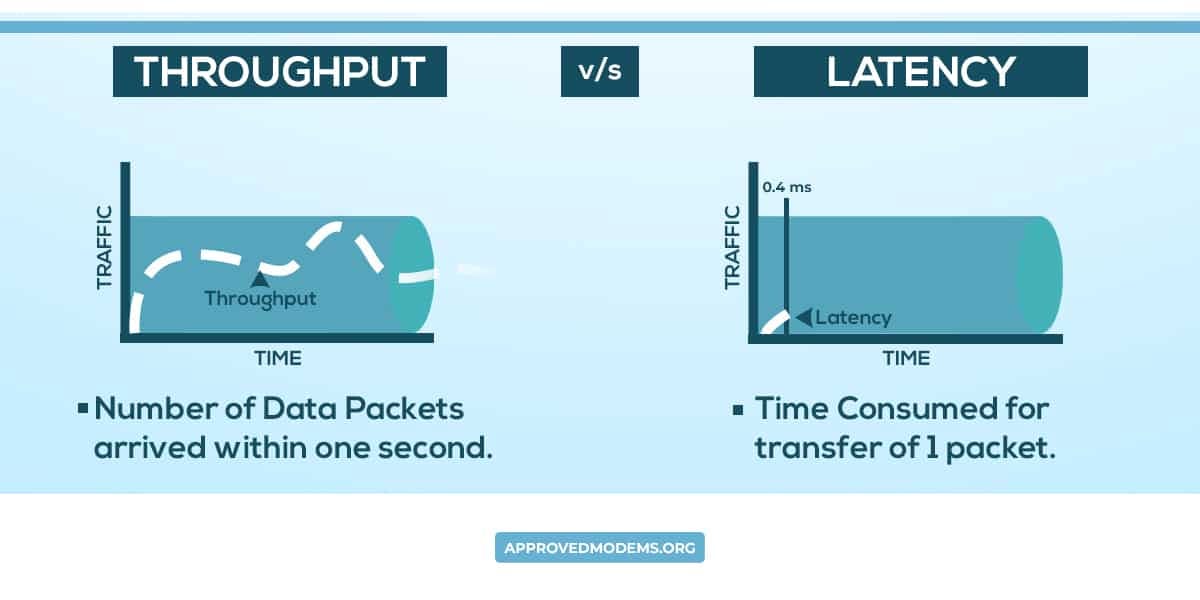 THROUGHPUT
v/s
LATENCY
TRAFFIC
Throughput
TIME
▪ Number of Data Packets
arrived within one second.
0.4 ms
TRAFFIC
Latency
TIME
▪ Time Consumed for
transfer of 1 packet.
APPROVEDMODEMS.ORG